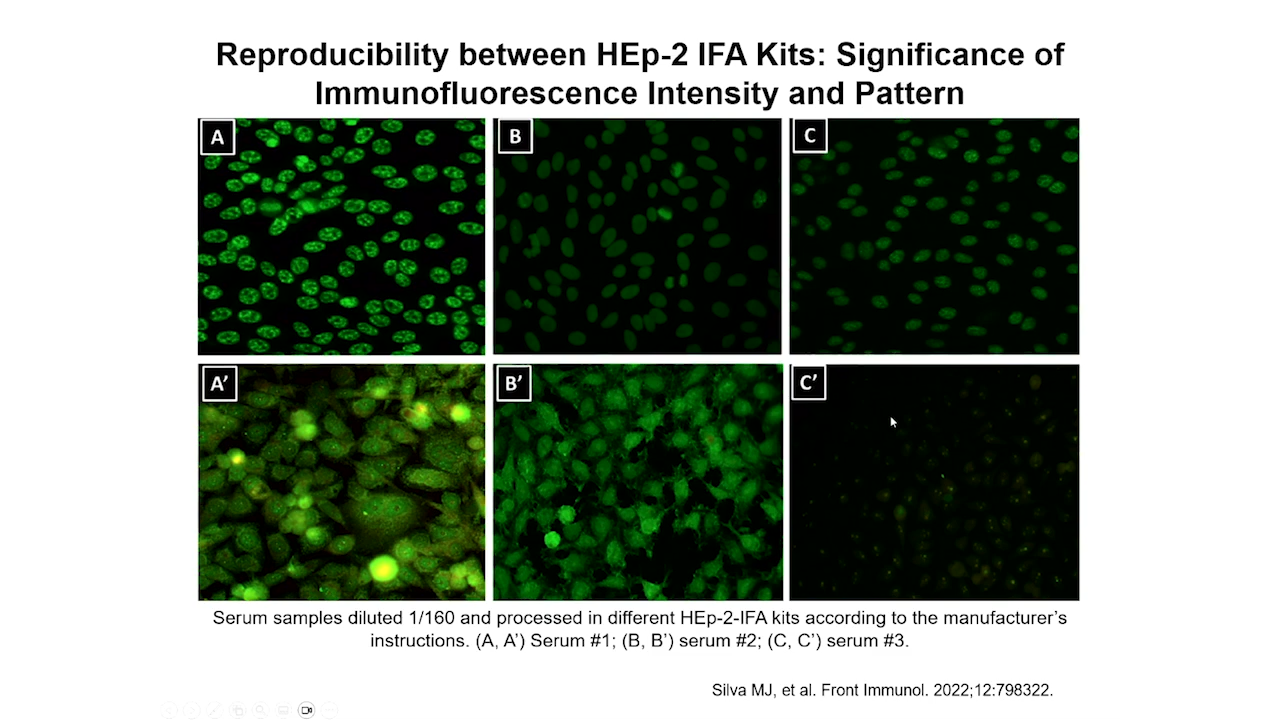 Reproducibility between HEp-2 IFA Kits: Significance of
Immunofluorescence Intensity and Pattern
A
B
C
A’
B’
C’
Serum samples diluted 1/160 and processed in different HEp-2-IFA kits according to the manufacturer’s
instructions. (A, A’) Serum #1; (B, B’) serum #2; (C, C’) serum #3.
Silva MJ, et al. Front Immunol. 2022;12:798322.